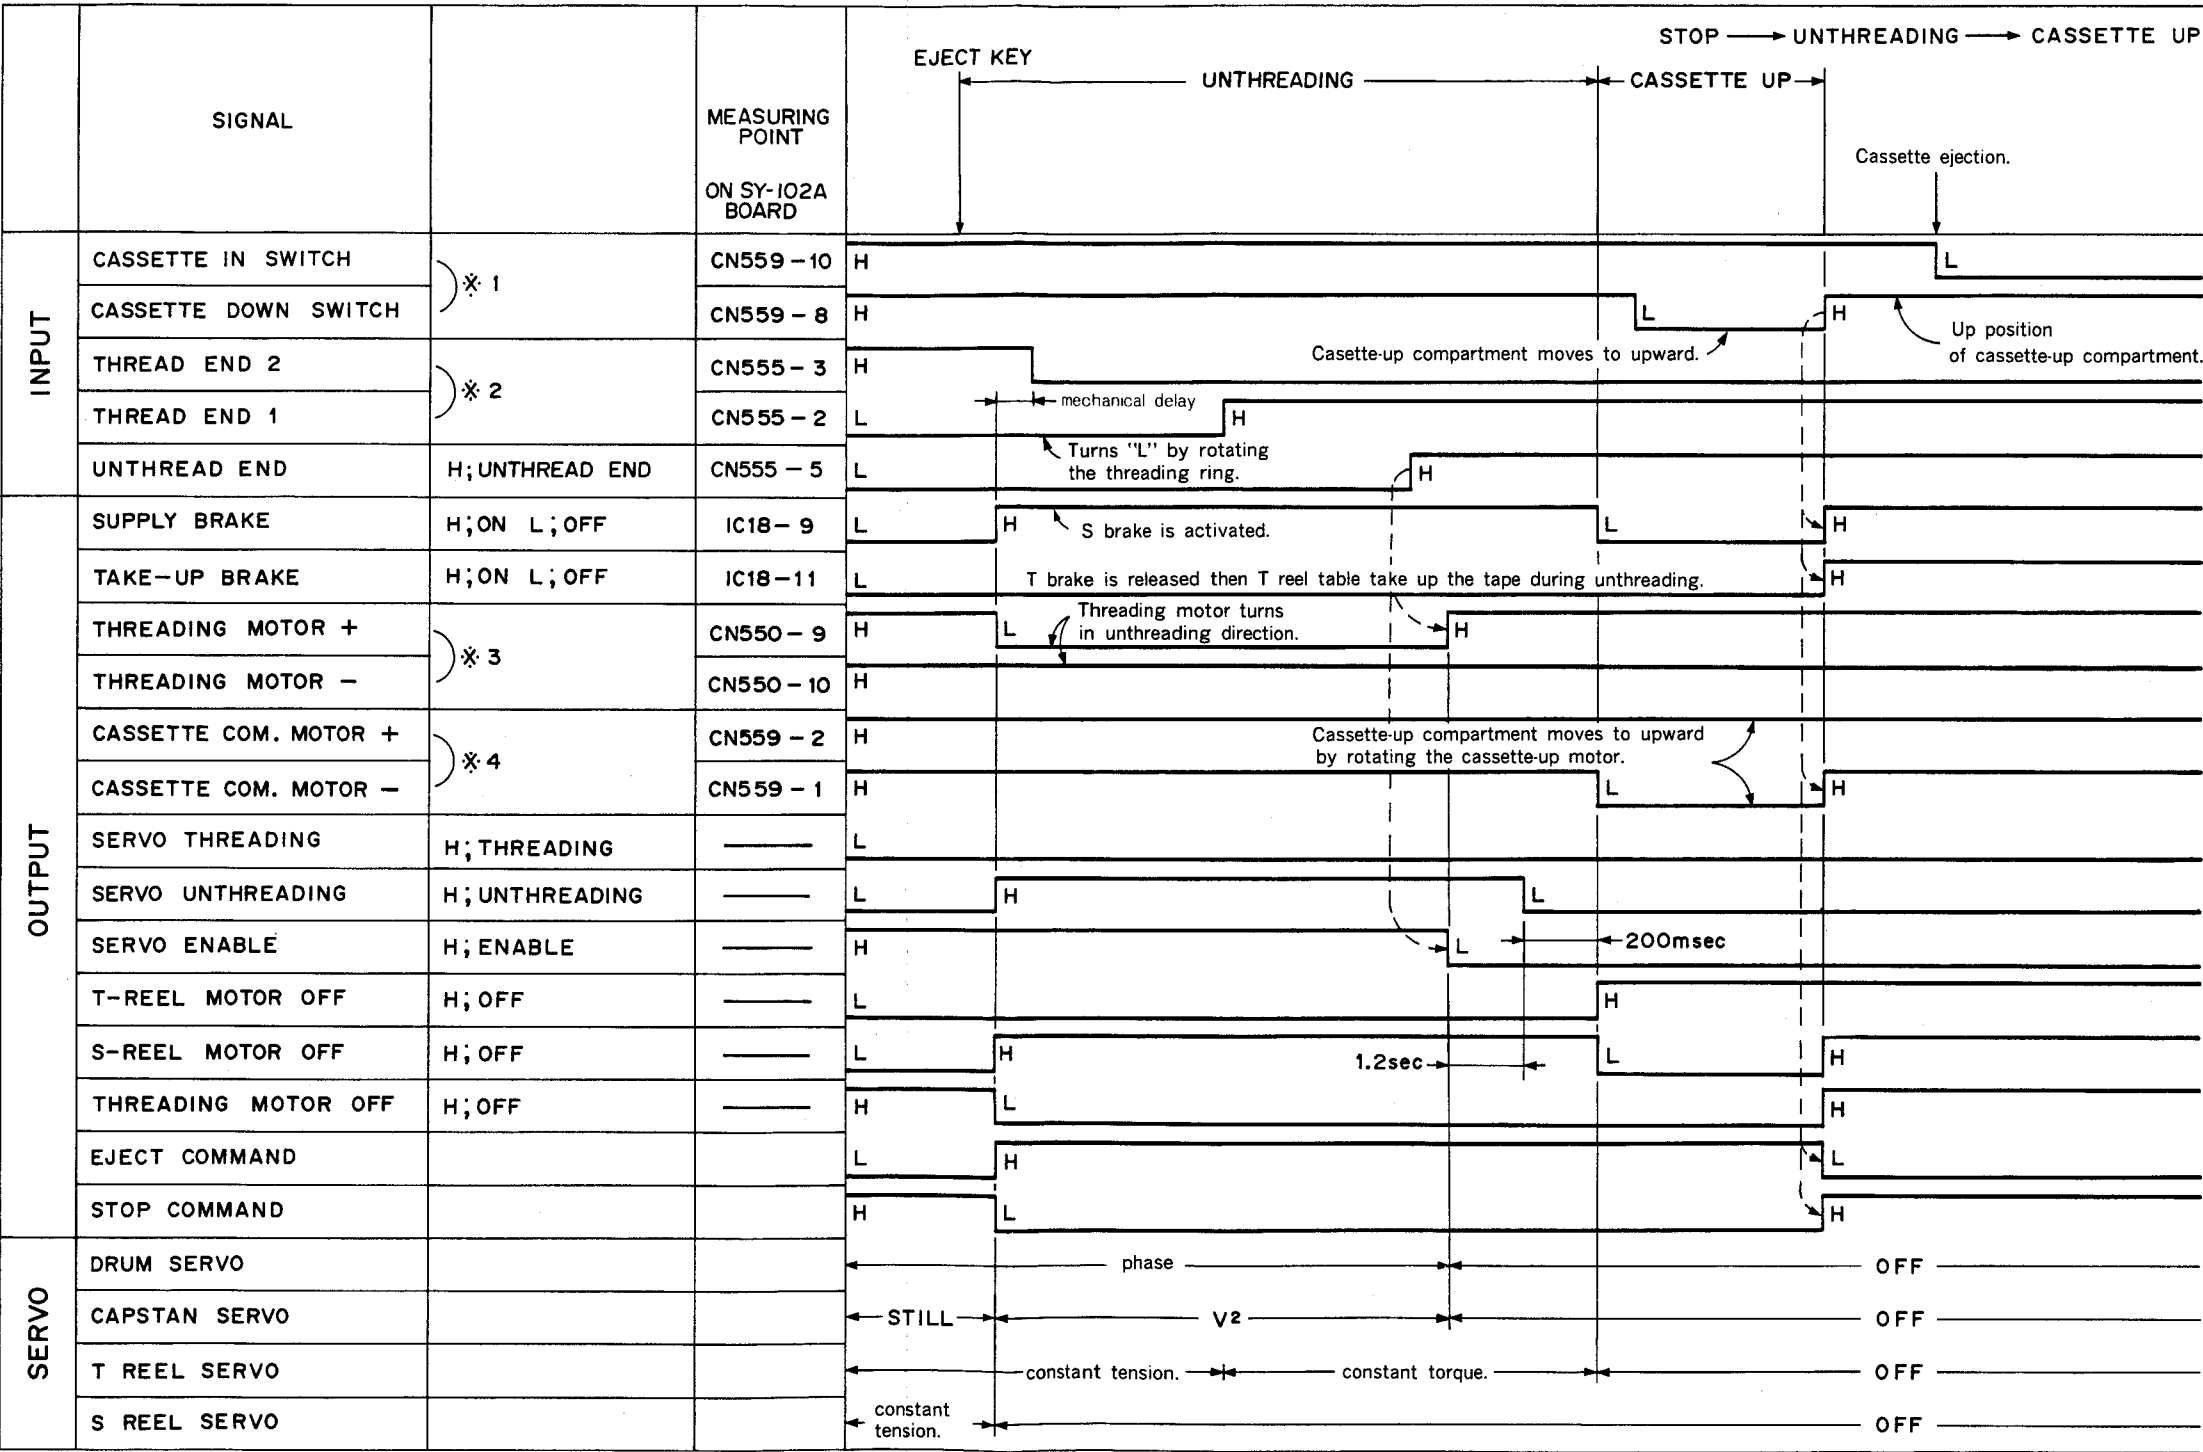 STOP → UNTHREADING → CASSETTE UP
EJECT KEY
UNTHREADING
CASSETTE UP
SIGNAL
MEASURING
POINT
ON SY-102A
BOARD
Cassette ejection.
INPUT
CASSETTE IN SWITCH
※1
CN559-10
H
L
CASSETTE DOWN SWITCH
CN559-8
H
L
H
Casette-up compartment moves to upward.
Up position
of cassette-up compartment.
THREAD END 2
※2
CN555-3
H
mechanical delay
THREAD END 1
CN555-2
L
H
Turns "L" by rotating
the threading ring.
UNTHREAD END
H;UNTHREAD END
CN555-5
L
H
OUTPUT
SUPPLY BRAKE
H;ON L;OFF
IC18-9
L
H
S brake is activated.
L
H
TAKE-UP BRAKE
H;ON L;OFF
IC18-11
L
T brake is released then T reel table take up the tape during unthreading.
H
THREADING MOTOR +
※3
CN550-9
H
L
Threading motor turns
in unthreading direction.
H
THREADING MOTOR -
CN550-10
H
CASSETTE COM. MOTOR +
※4
CN559-2
H
Cassette-up compartment moves to upward
by rotating the cassette-up motor.
CASSETTE COM. MOTOR -
CN559-1
H
L
H
SERVO THREADING
H;THREADING
L
SERVO UNTHREADING
H;UNTHREADING
L
H
L
SERVO ENABLE
H;ENABLE
H
L
200msec
T-REEL MOTOR OFF
H;OFF
L
H
S-REEL MOTOR OFF
H;OFF
L
H
1.2sec
L
H
THREADING MOTOR OFF
H;OFF
H
L
H
EJECT COMMAND
L
H
L
STOP COMMAND
H
L
H
SERVO
DRUM SERVO
phase
OFF
CAPSTAN SERVO
STILL
V2
OFF
T REEL SERVO
constant tension.
constant torque.
OFF
S REEL SERVO
constant
tension.
OFF